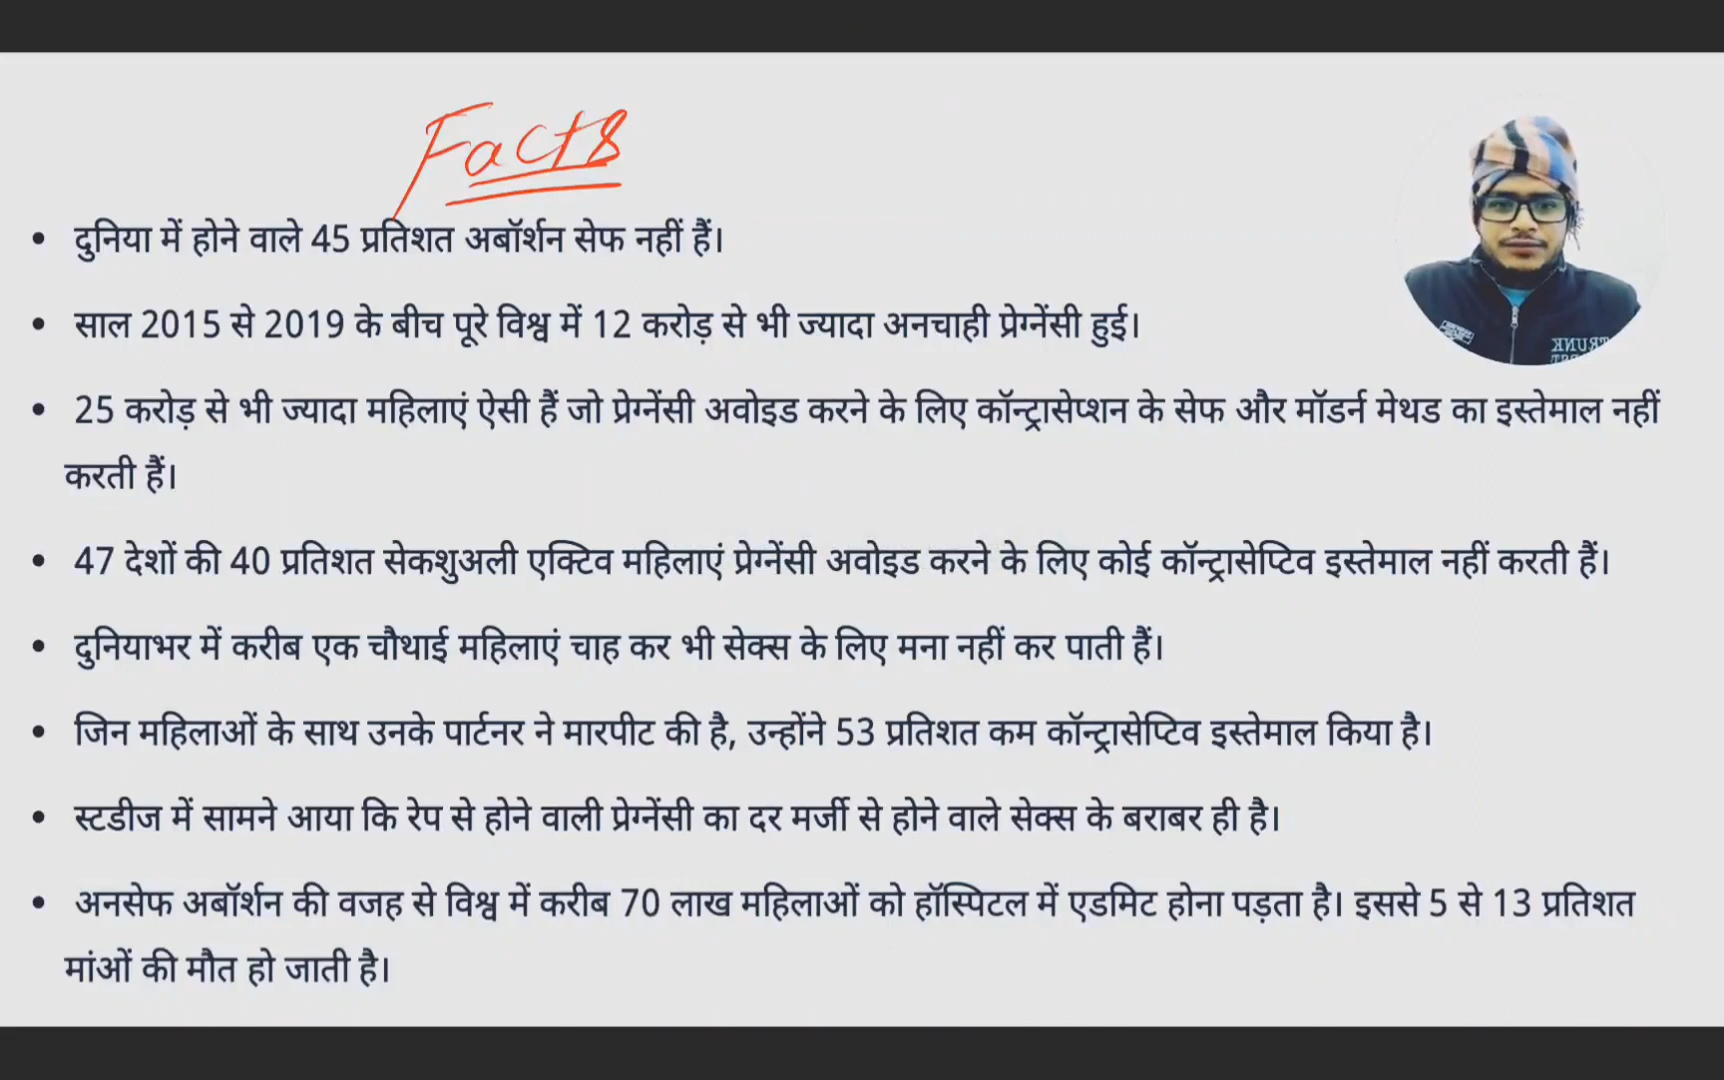 Facts
• दुनिया में होने वाले 45 प्रतिशत अबॉर्शन सेफ नहीं हैं।
• साल 2015 से 2019 के बीच पूरे विश्व में 12 करोड़ से भी ज्यादा अनचाही प्रेग्नेंसी हुई।
• 25 करोड़ से भी ज्यादा महिलाएं ऐसी हैं जो प्रेग्नेंसी अवोइड करने के लिए कॉन्ट्रासेप्शन के सेफ और मॉडर्न मेथड का इस्तेमाल नहीं
करती हैं।
• 47 देशों की 40 प्रतिशत सेकशुअली एक्टिव महिलाएं प्रेग्नेंसी अवोइड करने के लिए कोई कॉन्ट्रासेप्टिव इस्तेमाल नहीं करती हैं।
• दुनियाभर में करीब एक चौथाई महिलाएं चाह कर भी सेक्स के लिए मना नहीं कर पाती हैं।
• जिन महिलाओं के साथ उनके पार्टनर ने मारपीट की है, उन्होंने 53 प्रतिशत कम कॉन्ट्रासेप्टिव इस्तेमाल किया है।
• स्टडीज में सामने आया कि रेप से होने वाली प्रेग्नेंसी का दर मर्जी से होने वाले सेक्स के बराबर ही है।
• अनसेफ अबॉर्शन की वजह से विश्व में करीब 70 लाख महिलाओं को हॉस्पिटल में एडमिट होना पड़ता है। इससे 5 से 13 प्रतिशत
मांओं की मौत हो जाती है।